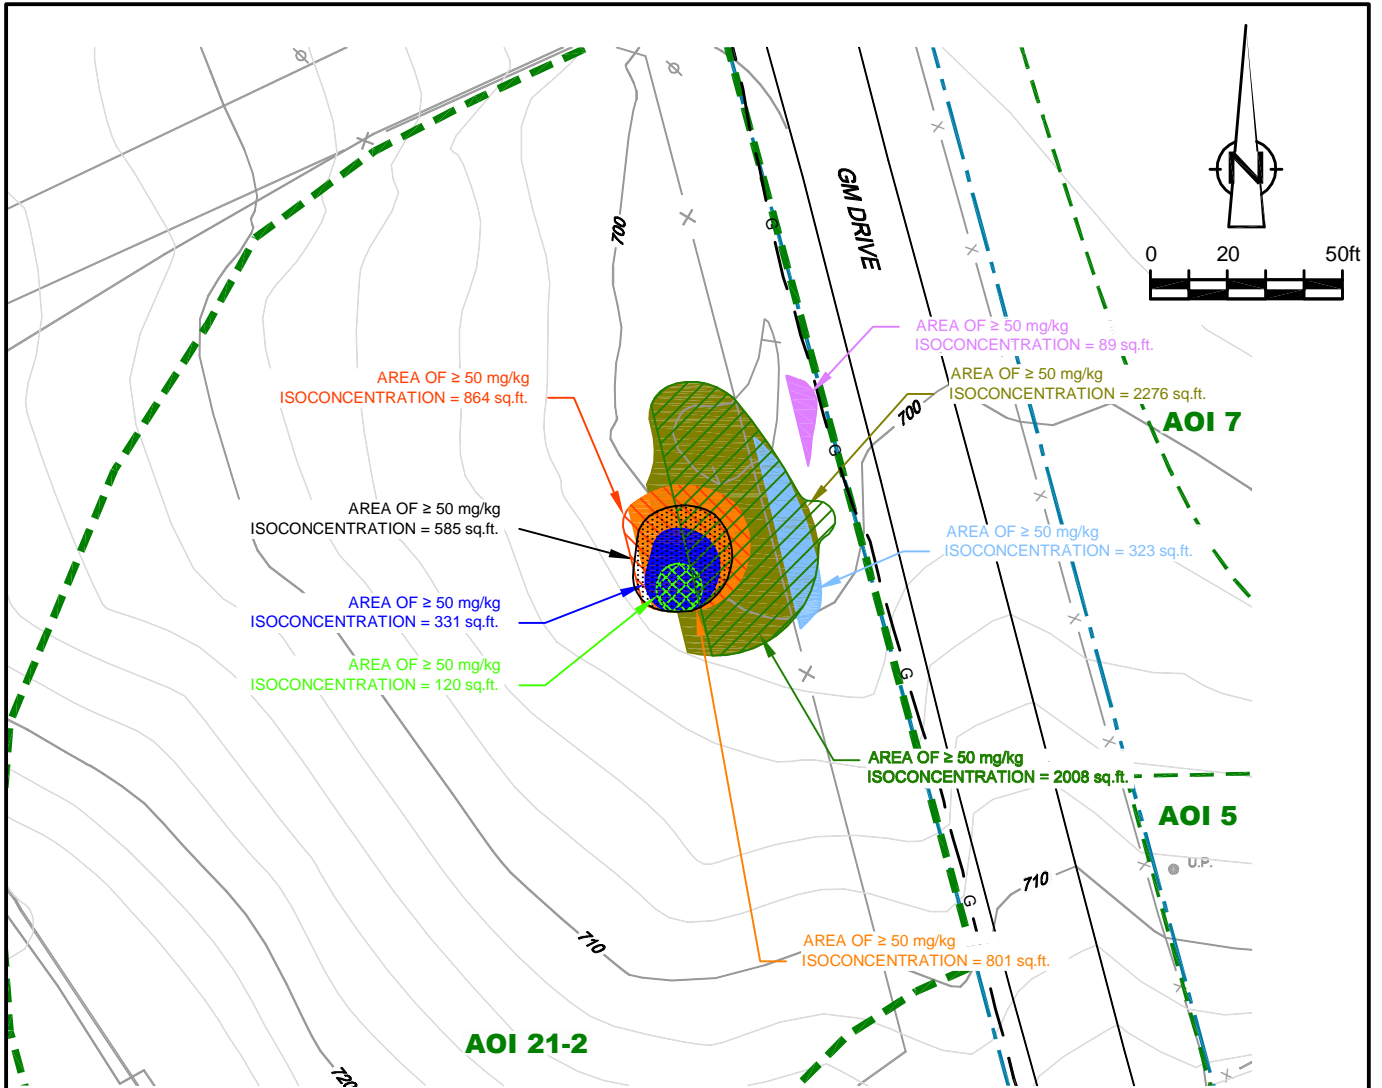 N
0 20 50ft
GM DRIVE
700
G
AREA OF ≥ 50 mg/kg
ISOCONCENTRATION = 89 sq.ft.
AREA OF ≥ 50 mg/kg
ISOCONCENTRATION = 864 sq.ft.
AREA OF ≥ 50 mg/kg
ISOCONCENTRATION = 2276 sq.ft.
700
AOI 7
G
AREA OF ≥ 50 mg/kg
ISOCONCENTRATION = 585 sq.ft.
AREA OF ≥ 50 mg/kg
ISOCONCENTRATION = 323 sq.ft.
AREA OF ≥ 50 mg/kg
ISOCONCENTRATION = 331 sq.ft.
AREA OF ≥ 50 mg/kg
ISOCONCENTRATION = 120 sq.ft.
G
AREA OF ≥ 50 mg/kg
ISOCONCENTRATION = 2008 sq.ft.
AOI 5
U.P.
710
G
710
AREA OF ≥ 50 mg/kg
ISOCONCENTRATION = 801 sq.ft.
AOI 21-2
720